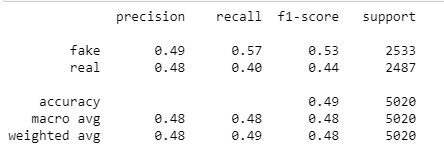 precision recall f1-score support
fake 0.49 0.57 0.53 2533
real 0.48 0.40 0.44 2487
accuracy 0.49 5020
macro avg 0.48 0.48 0.48 5020
weighted avg 0.48 0.49 0.48 5020